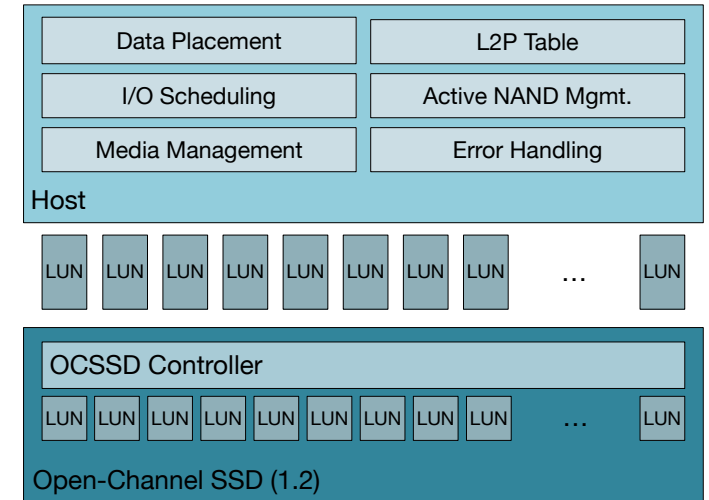 Data Placement L2P Table
I/O Scheduling Active NAND Mgmt.
Media Management Error Handling
Host
LUN LUN LUN LUN LUN LUN LUN LUN ... LUN
OCSSD Controller
LUN LUN LUN LUN LUN LUN LUN LUN LUN ... LUN
Open-Channel SSD (1.2)